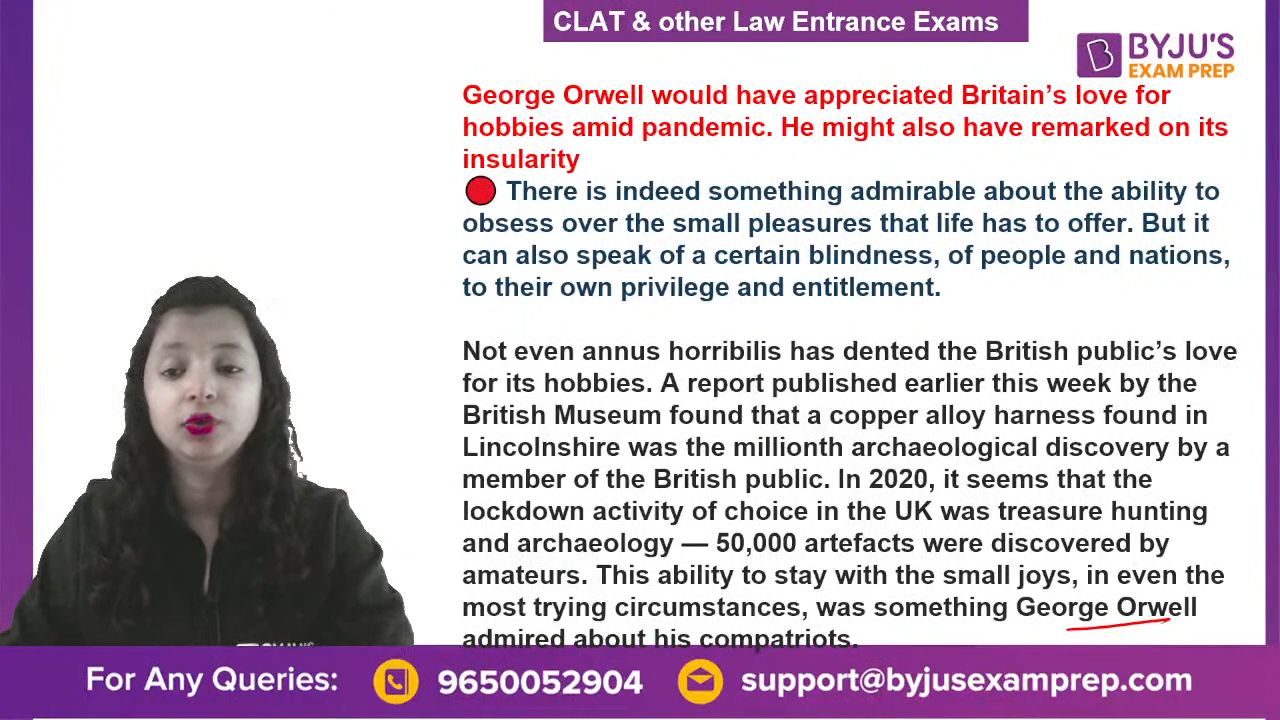 CLAT & other Law Entrance Exams
BYJU'S
EXAM PREP
George Orwell would have appreciated Britain’s love for
hobbies amid pandemic. He might also have remarked on its
insularity
There is indeed something admirable about the ability to
obsess over the small pleasures that life has to offer. But it
can also speak of a certain blindness, of people and nations,
to their own privilege and entitlement.
Not even annus horribilis has dented the British public’s love
for its hobbies. A report published earlier this week by the
British Museum found that a copper alloy harness found in
Lincolnshire was the millionth archaeological discovery by a
member of the British public. In 2020, it seems that the
lockdown activity of choice in the UK was treasure hunting
and archaeology — 50,000 artefacts were discovered by
amateurs. This ability to stay with the small joys, in even the
most trying circumstances, was something George Orwell
admired about his compatriots.
For Any Queries: 9650052904 support@byjusexamprep.com